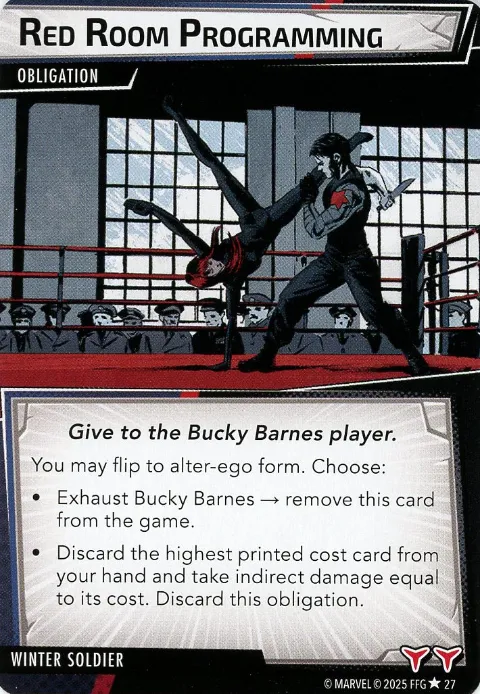 RED ROOM PROGRAMMING
OBLIGATION
Give to the Bucky Barnes player.
You may flip to alter-ego form. Choose:
• Exhaust Bucky Barnes → remove this card
from the game.
• Discard the highest printed cost card from
your hand and take indirect damage equal
to its cost. Discard this obligation.
WINTER SOLDIER
© MARVEL © 2025 FFG ★ 27